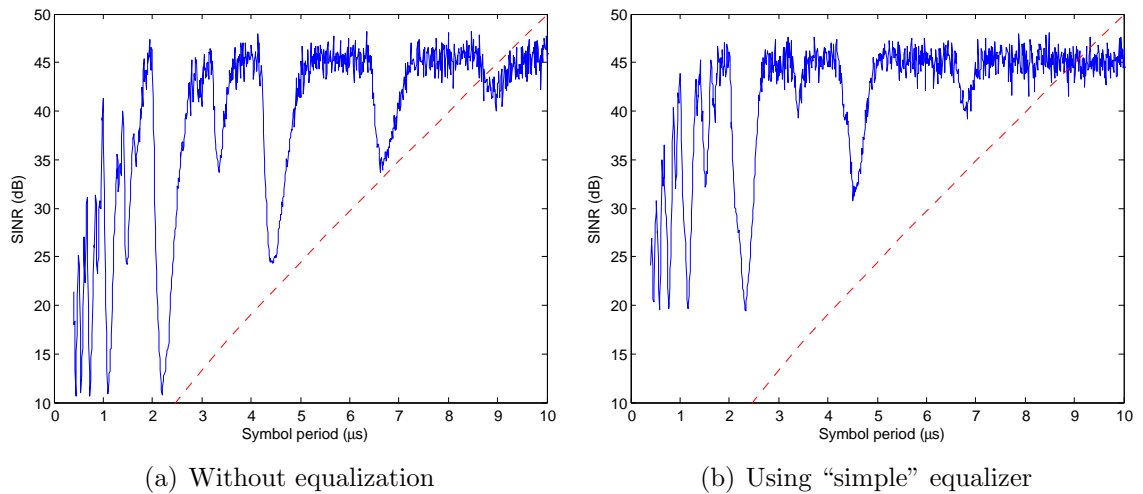 50
45
40
35
30
25
20
15
10
SINR (dB)
0 1 2 3 4 5 6 7 8 9 10
Symbol period (μs)
(a) Without equalization
50
45
40
35
30
25
20
15
10
SINR (dB)
0 1 2 3 4 5 6 7 8 9 10
Symbol period (μs)
(b) Using “simple” equalizer